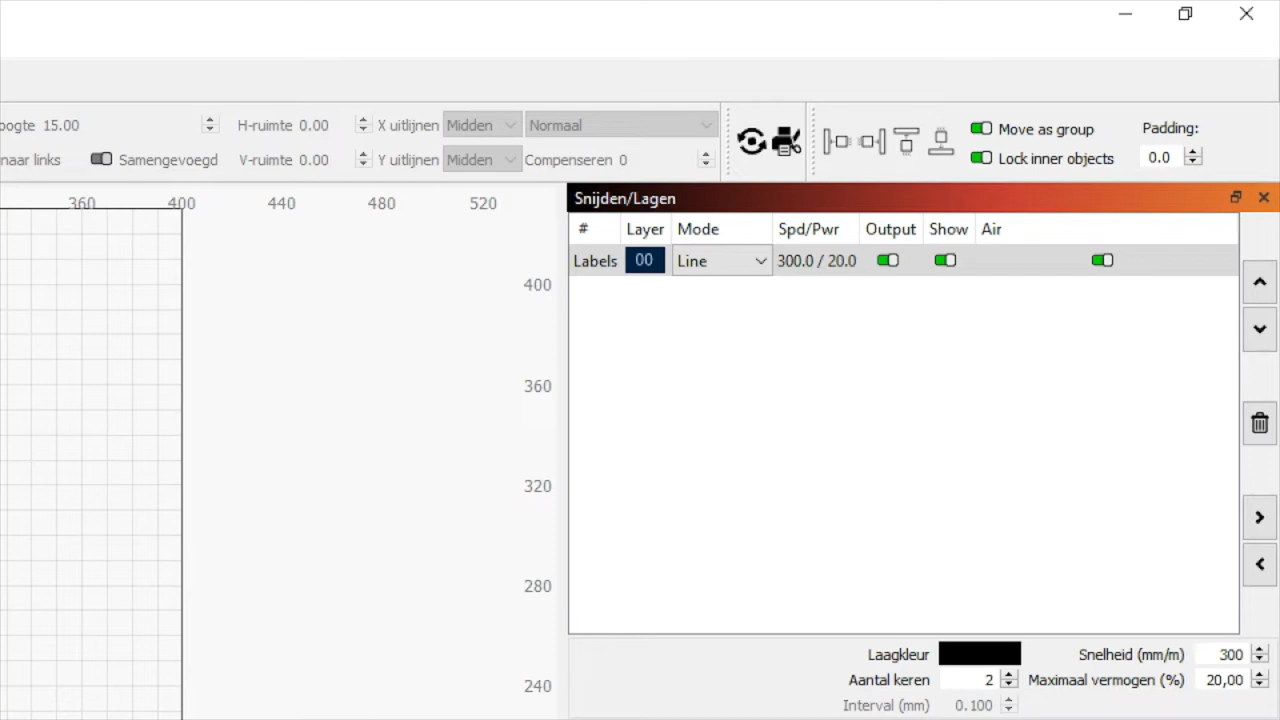 oogte 15.00 H-ruimte 0.00 X uitlijnen Midden Normaal
naar links Samengevoegd V-ruimte 0.00 Y uitlijnen Midden Compenseren 0
Move as group Padding:
Lock inner objects 0.0
360 400 440 480 520
Snijden/Lagen
# Layer Mode Spd/Pwr Output Show Air
Labels 00 Line 300.0 / 20.0
400
360
320
280
240
Laagkleur Snelheid (mm/m) 300
Aantal keren 2 Maximaal vermogen (%) 20,00
Interval (mm) 0.100